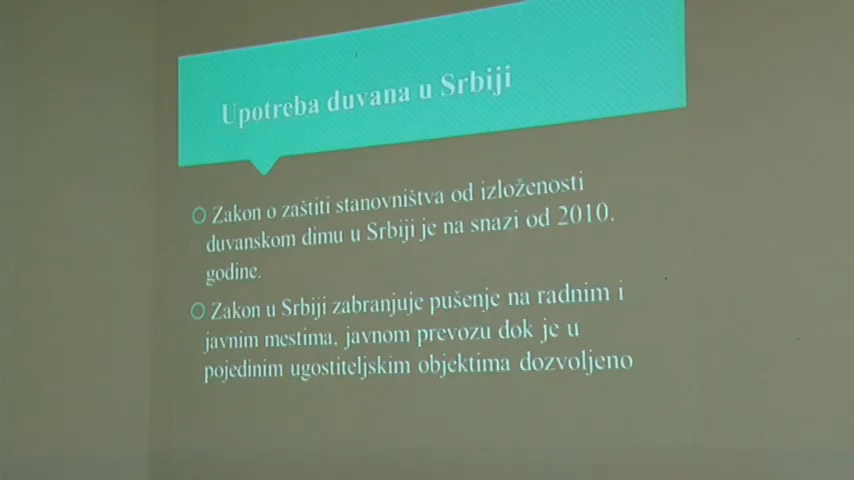 Upotreba duvana u Srbiji
Zakon o zaštiti stanovništva od izloženosti
duvanskom dimu u Srbiji je na snazi od 2010.
godine.
Zakon u Srbiji zabranjuje pušenje na radnim i
javnim mestima, javnom prevozu dok je u
pojedinim ugostiteljskim objektima dozvoljeno